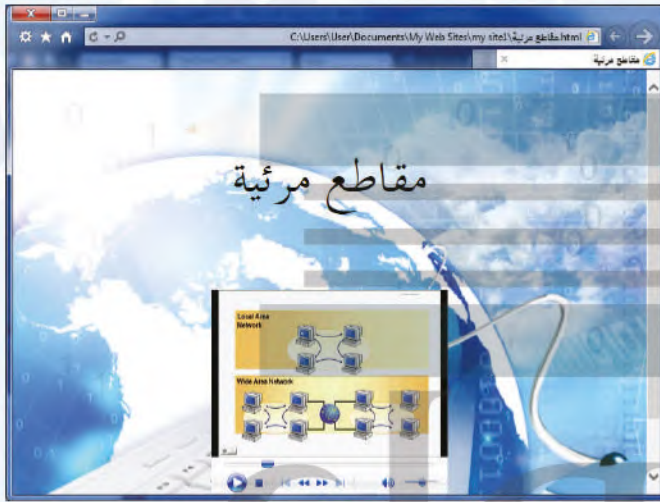 C:\Users\User\Documents\My Web Sites\my site1\مقاطع مرئية.html
مقاطع مرئية
مقاطع مرئية
Local Area
Network
Wide Area Network